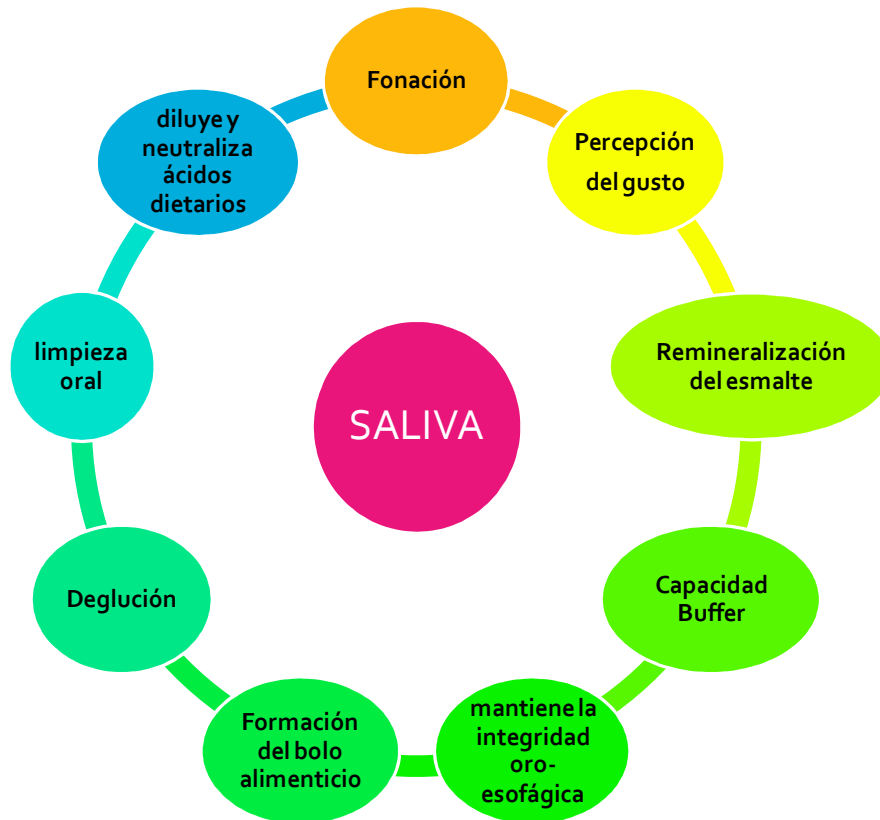 Fonación
Percepción
del gusto
Remineralización
del esmalte
Capacidad
Buffer
mantiene la
integridad
oro-
esofágica
Formación
del bolo
alimenticio
Deglución
limpieza
oral
diluye y
neutraliza
ácidos
dietarios
SALIVA